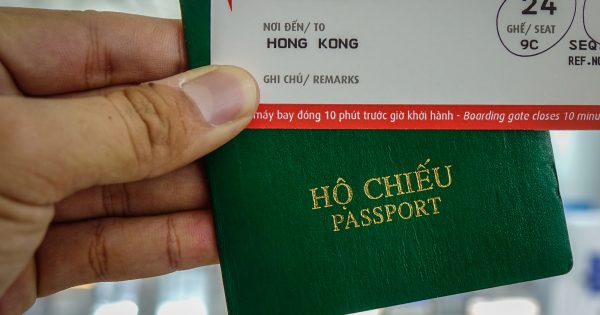 24
NƠI ĐẾN/ TO
GHẾ/ SEAT
HONG KONG
9C
SEQ
REF.NO
GHI CHÚ/ REMARKS
máy bay đóng 10 phút trước giờ khởi hành - Boarding gate closes 10 minu
HỘ CHIẾU
PASSPORT